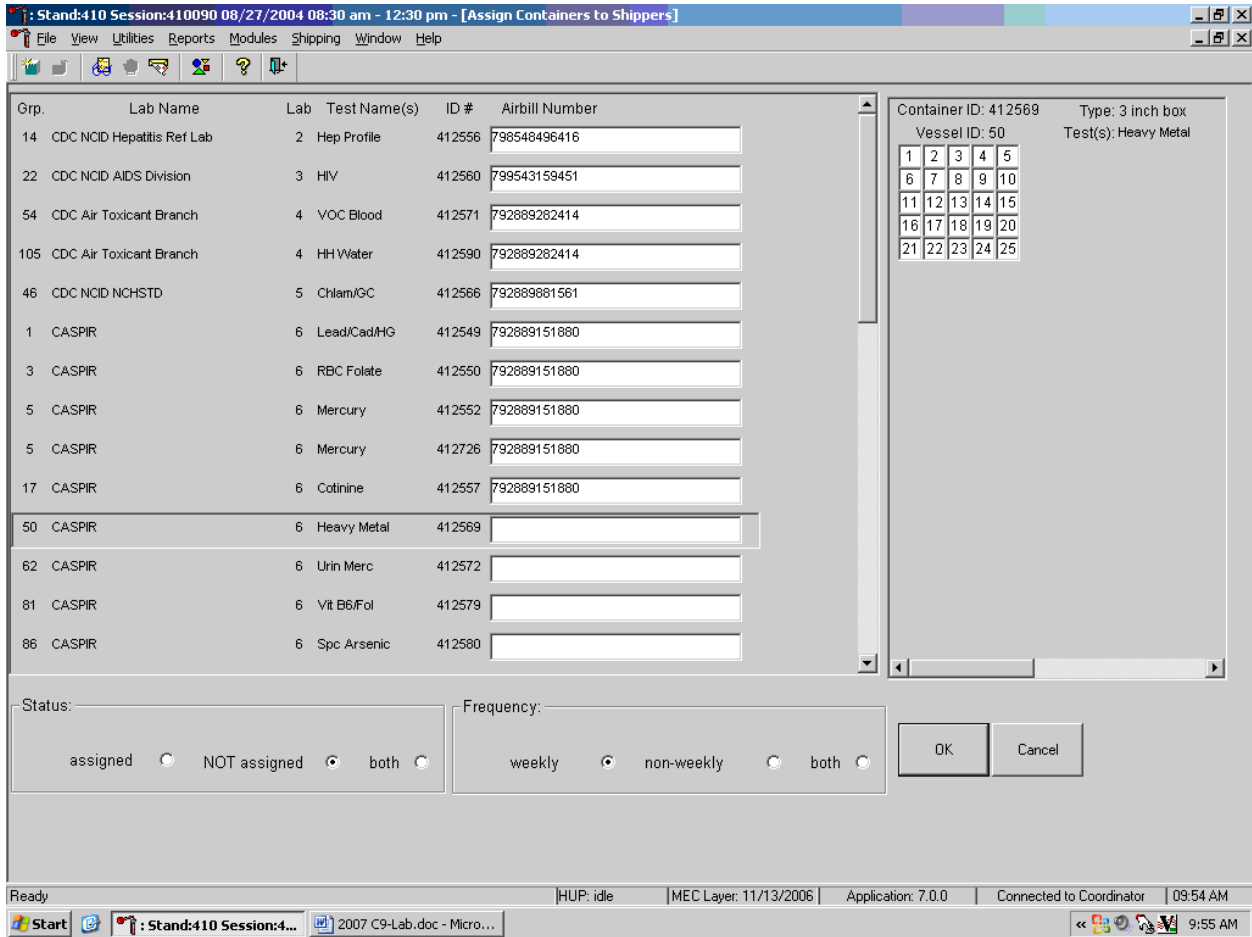 : Stand:410 Session:410090 08/27/2004 08:30 am - 12:30 pm - [Assign Containers to Shippers]
File View Utilities Reports Modules Shipping Window Help
Grp. Lab Name Lab Test Name(s) ID # Airbill Number
14 CDC NCID Hepatitis Ref Lab 2 Hep Profile 412556 798548496416
22 CDC NCID AIDS Division 3 HIV 412560 799543159451
54 CDC Air Toxicant Branch 4 VOC Blood 412571 792889282414
105 CDC Air Toxicant Branch 4 HH Water 412590 792889282414
46 CDC NCID NCHSTD 5 Chlam/GC 412566 792889881561
1 CASPIR 6 Lead/Cad/HG 412549 792889151880
3 CASPIR 6 RBC Folate 412550 792889151880
5 CASPIR 6 Mercury 412552 792889151880
5 CASPIR 6 Mercury 412726 792889151880
17 CASPIR 6 Cotinine 412557 792889151880
50 CASPIR 6 Heavy Metal 412569
62 CASPIR 6 Urin Merc 412572
81 CASPIR 6 Vit B6/Fol 412579
86 CASPIR 6 Spc Arsenic 412580
Container ID: 412569 Type: 3 inch box
Vessel ID: 50 Test(s): Heavy Metal
1 2 3 4 5
6 7 8 9 10
11 12 13 14 15
16 17 18 19 20
21 22 23 24 25
Status:
assigned NOT assigned both
Frequency:
weekly non-weekly both
OK Cancel
Ready HUP: idle MEC Layer: 11/13/2006 Application: 7.0.0 Connected to Coordinator 09:54 AM
Start : Stand:410 Session:4... 2007 C9-Lab.doc - Micro... « 9:55 AM